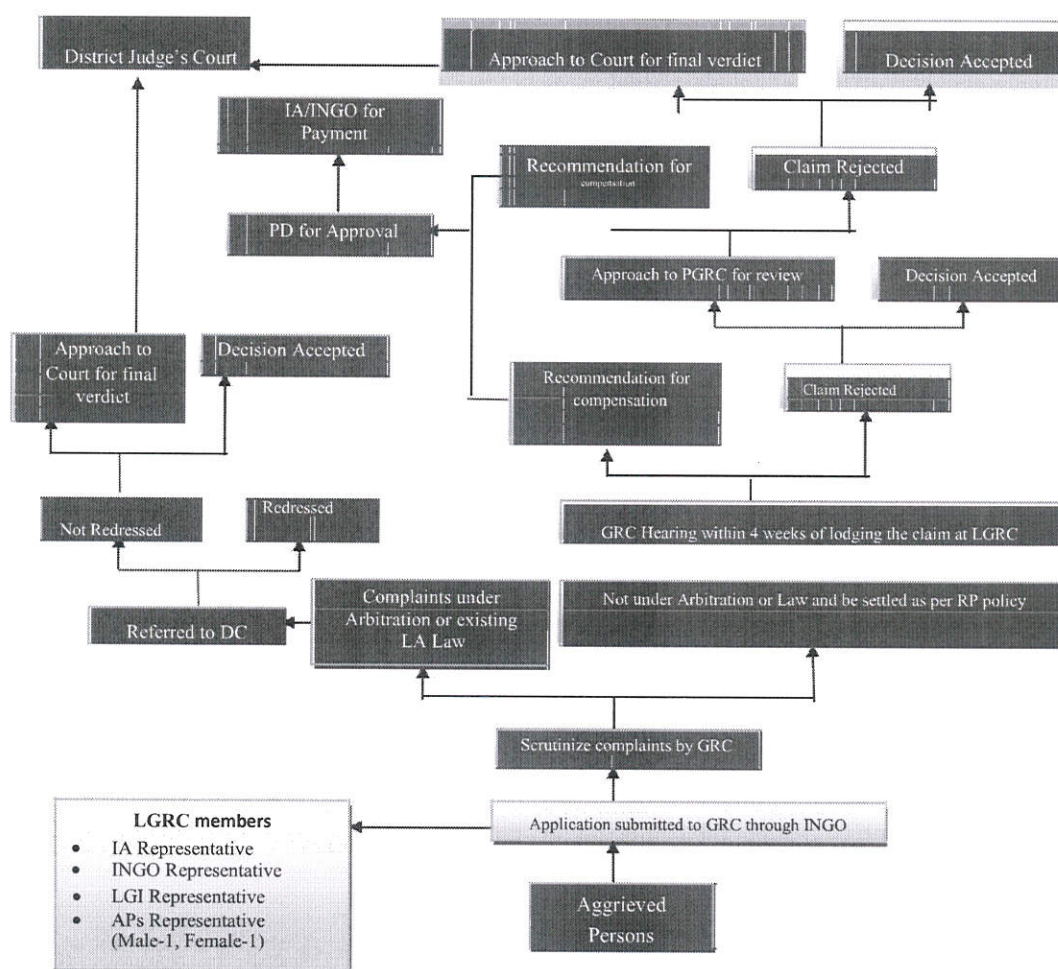 District Judge's Court
Approach to Court for final verdict
Decision Accepted
IA/INGO for
Payment
Recommendation for
compensation
Claim Rejected
PD for Approval
Approach to PGRC for review
Decision Accepted
Approach to
Court for final
verdict
Decision Accepted
Recommendation for
compensation
Claim Rejected
Not Redressed
Redressed
GRC Hearing within 4 weeks of lodging the claim at LGRC
Referred to DC
Complaints under
Arbitration or existing
LA Law
Not under Arbitration or Law and be settled as per RP policy
Scrutinize complaints by GRC
LGRC members
• IA Representative
• INGO Representative
• LGI Representative
• APs Representative
(Male-1, Female-1)
Application submitted to GRC through INGO
Aggrieved
Persons